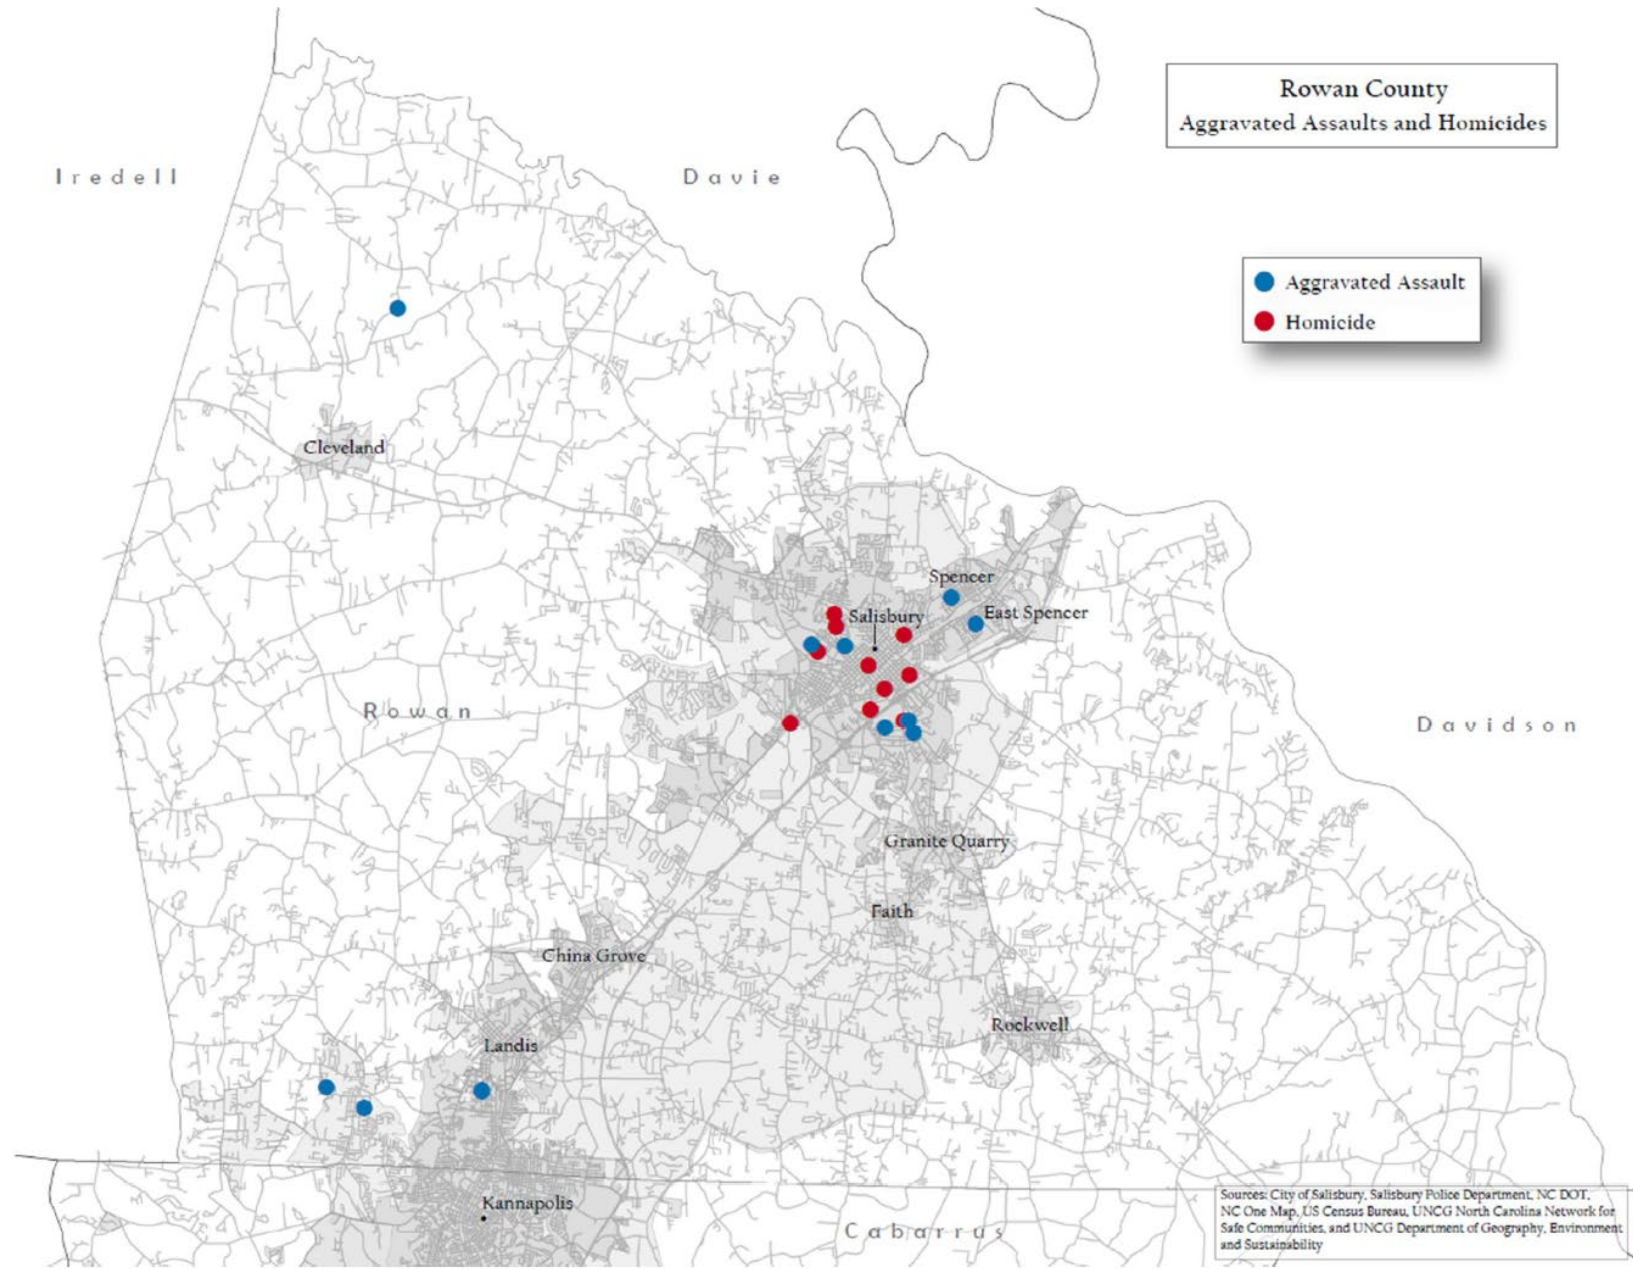 Rowan County
Aggravated Assaults and Homicides
Iredell
Davie
Aggravated Assault
Homicide
Cleveland
Spencer
East Spencer
Salisbury
Rowan
Davidson
Granite Quarry
Faith
China Grove
Rockwell
Landis
Kannapolis
Cabarrus
Sources: City of Salisbury, Salisbury Police Department, NC DOT,
NC One Map, US Census Bureau, UNCG North Carolina Network for
Safe Communities, and UNCG Department of Geography, Environment
and Sustainability